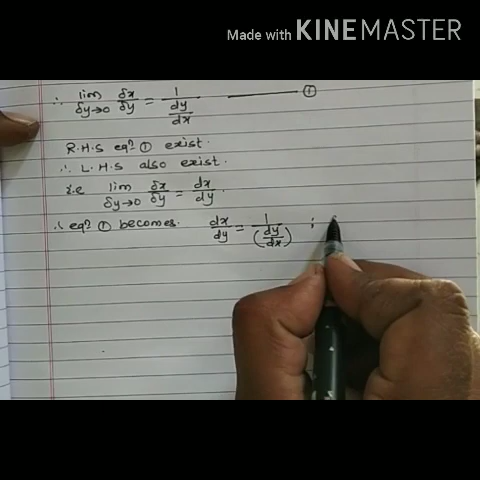 Made with KINEMASTER
∴ lim δy→0 δx/δy = 1/(dy/dx) ——— ①
R.H.S eqn ① exist.
∴ L.H.S also exist.
i.e lim δy→0 δx/δy = dx/dy.
∴ eqn ① becomes. dx/dy = 1/(dy/dx) ;